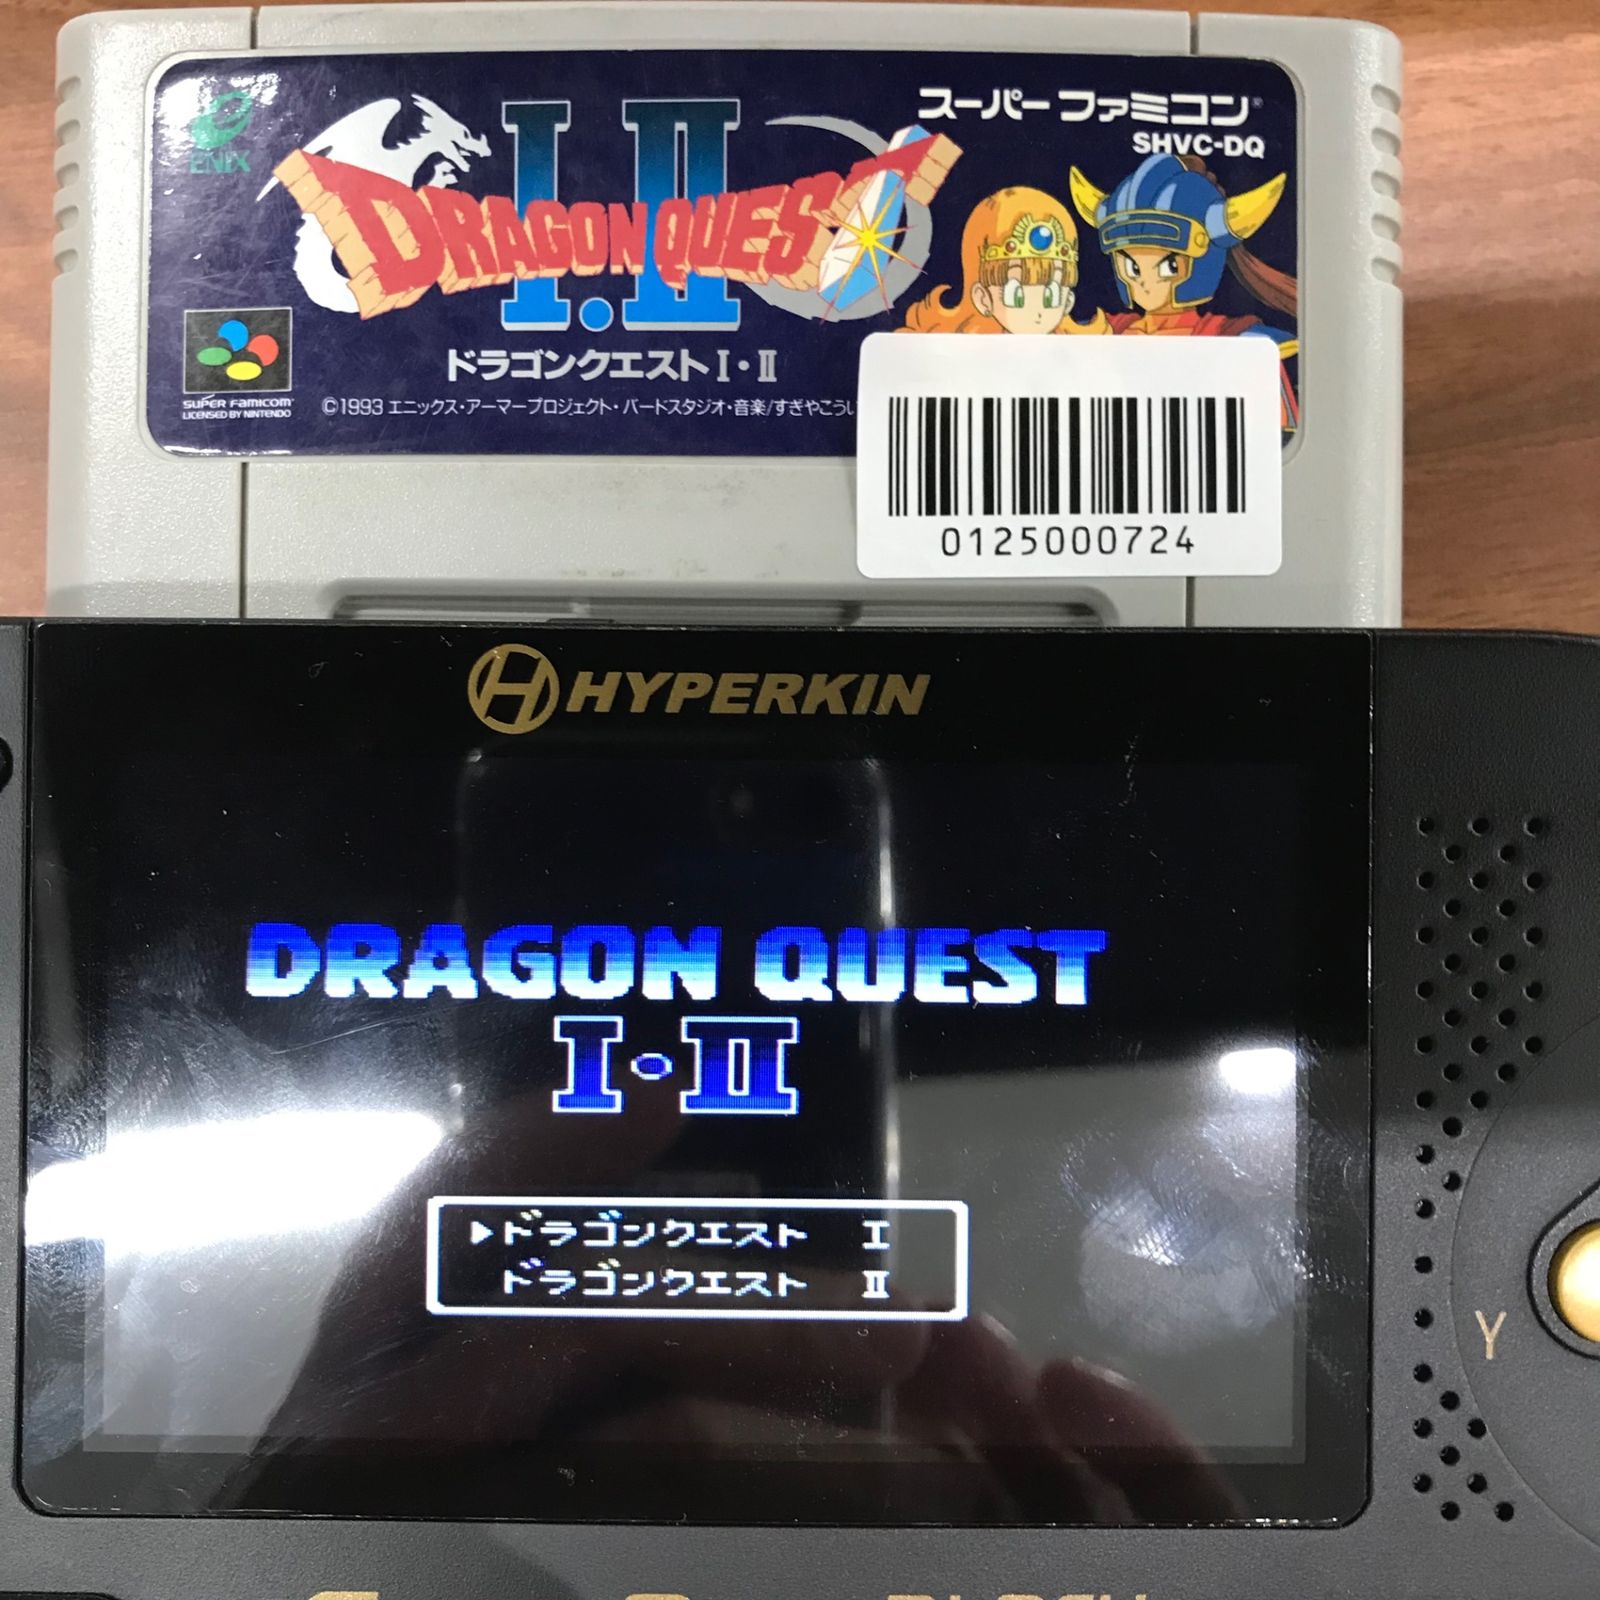 ENIX
スーパーファミコン
SHVC-DQ
I.II
DRAGON QUEST
ドラゴンクエストI・II
SUPER FAMICOM
LICENSED BY NINTENDO
©1993 エニックス・アーマープロジェクト・バードスタジオ・音楽/すぎやこうい
0125000724
HYPERKIN
DRAGON QUEST
I・II
▶ドラゴンクエスト I
ドラゴンクエスト II
Y